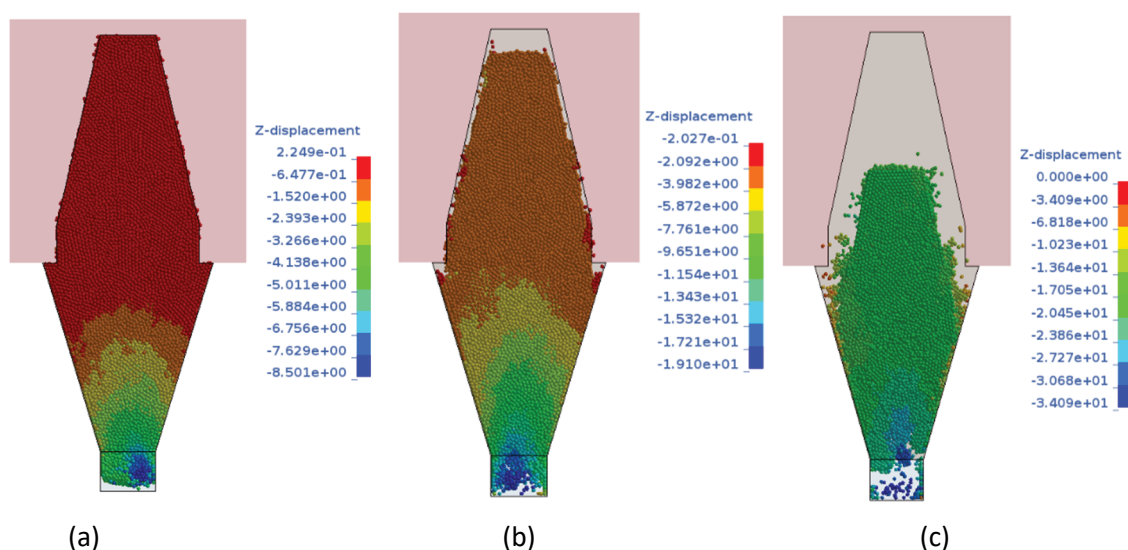 Z-displacement
2.249e-01
-6.477e-01
-1.520e+00
-2.393e+00
-3.266e+00
-4.138e+00
-5.011e+00
-5.884e+00
-6.756e+00
-7.629e+00
-8.501e+00
(a)
Z-displacement
-2.027e-01
-2.092e+00
-3.982e+00
-5.872e+00
-7.761e+00
-9.651e+00
-1.154e+01
-1.343e+01
-1.532e+01
-1.721e+01
-1.910e+01
(b)
Z-displacement
0.000e+00
-3.409e+00
-6.818e+00
-1.023e+01
-1.364e+01
-1.705e+01
-2.045e+01
-2.386e+01
-2.727e+01
-3.068e+01
-3.409e+01
(c)